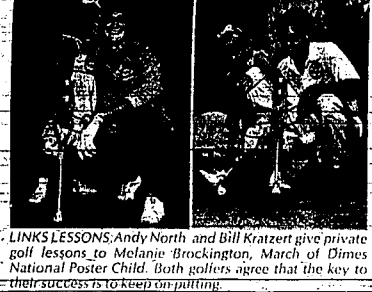 LINKS LESSONS: Andy North and Bill Kratzert give private
golf lessons to Melanie Brockington, March of Dimes
National Poster Child. Both golfers agree that the key to
their success is to keep on putting.